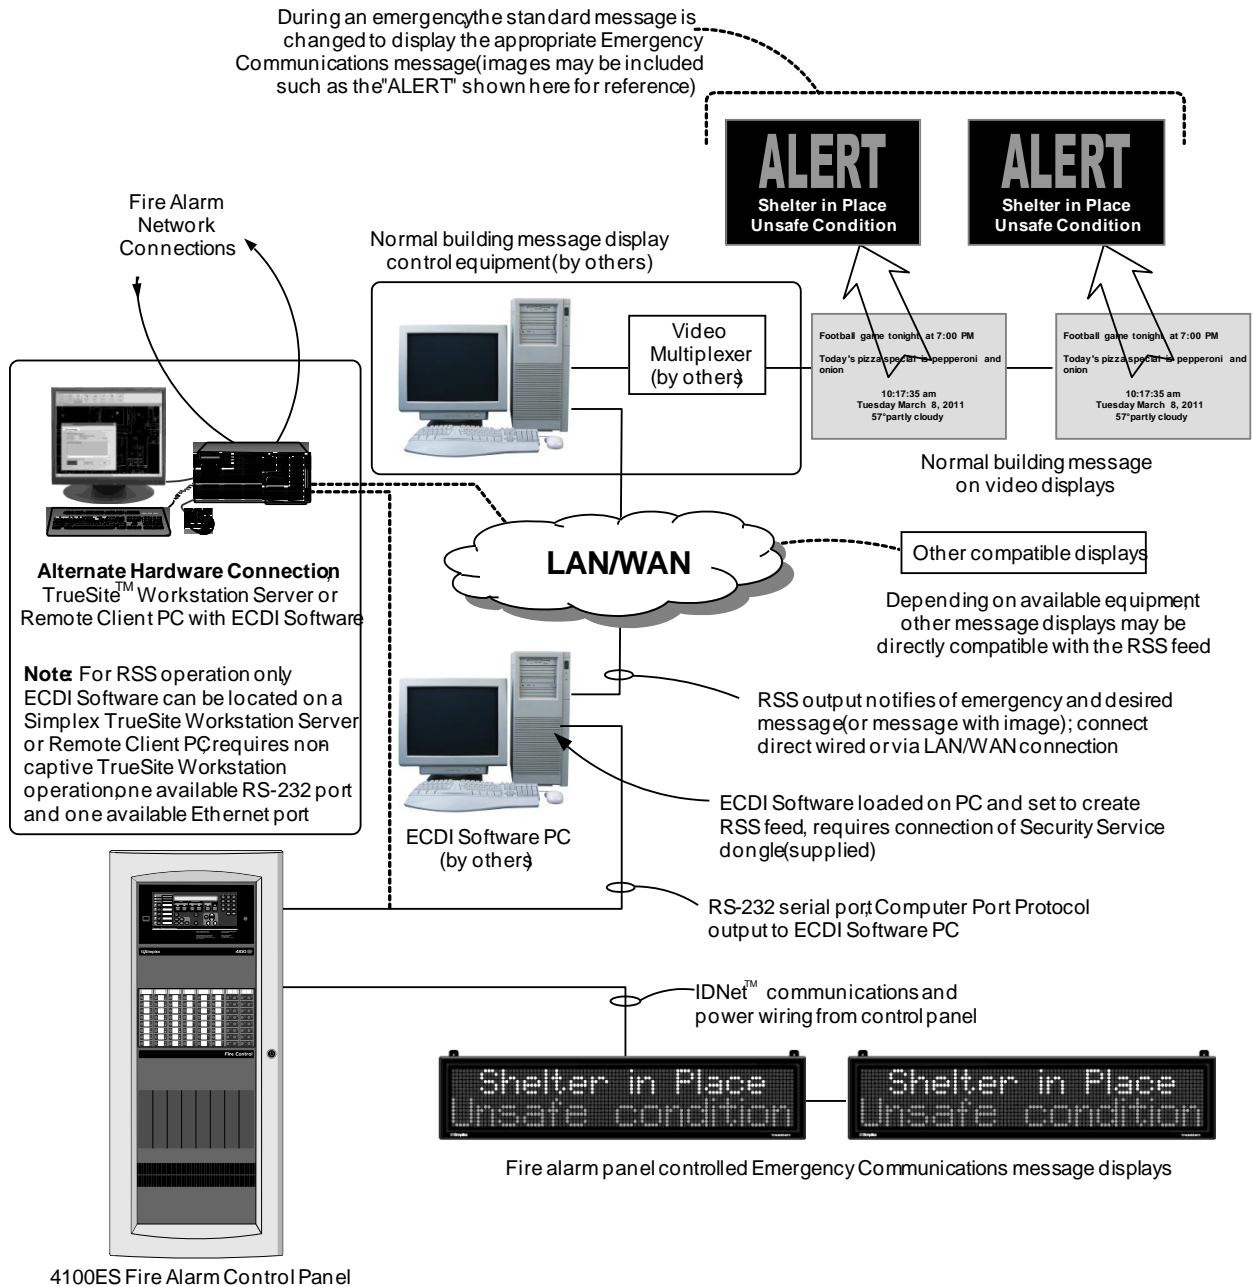 During an emergency, the standard message is
changed to display the appropriate Emergency
Communications message (images may be included
such as the "ALERT" shown here for reference)
ALERT
Shelter in Place
Unsafe Condition
ALERT
Shelter in Place
Unsafe Condition
Fire Alarm
Network
Connections
Normal building message display
control equipment (by others)
Video
Multiplexer
(by others)
Football game tonight at 7:00 PM
Today's pizza special is pepperoni and
onion
10:17:35 am
Tuesday March 8, 2011
57° partly cloudy
Football game tonight at 7:00 PM
Today's pizza special is pepperoni and
onion
10:17:35 am
Tuesday March 8, 2011
57° partly cloudy
Normal building message
on video displays
Alternate Hardware Connection,
TrueSite™ Workstation Server or
Remote Client PC with ECDI Software
Note: For RSS operation only,
ECDI Software can be located on a
Simplex TrueSite Workstation Server
or Remote Client PC; requires non-
captive TrueSite Workstation
operation, one available RS-232 port
and one available Ethernet port
LAN/WAN
Other compatible displays
Depending on available equipment,
other message displays may be
directly compatible with the RSS feed
RSS output notifies of emergency and desired
message (or message with image); connect
direct wired or via LAN/WAN connection
ECDI Software loaded on PC and set to create
RSS feed, requires connection of Security Service
dongle (supplied)
ECDI Software PC
(by others)
RS-232 serial port, Computer Port Protocol
output to ECDI Software PC
Simplex
4100
Fire Control
IDNet™ communications and
power wiring from control panel
Shelter in Place
Unsafe condition
Simplex
Shelter in Place
Unsafe condition
Simplex
Fire alarm panel controlled Emergency Communications message displays
4100ES Fire Alarm Control Panel